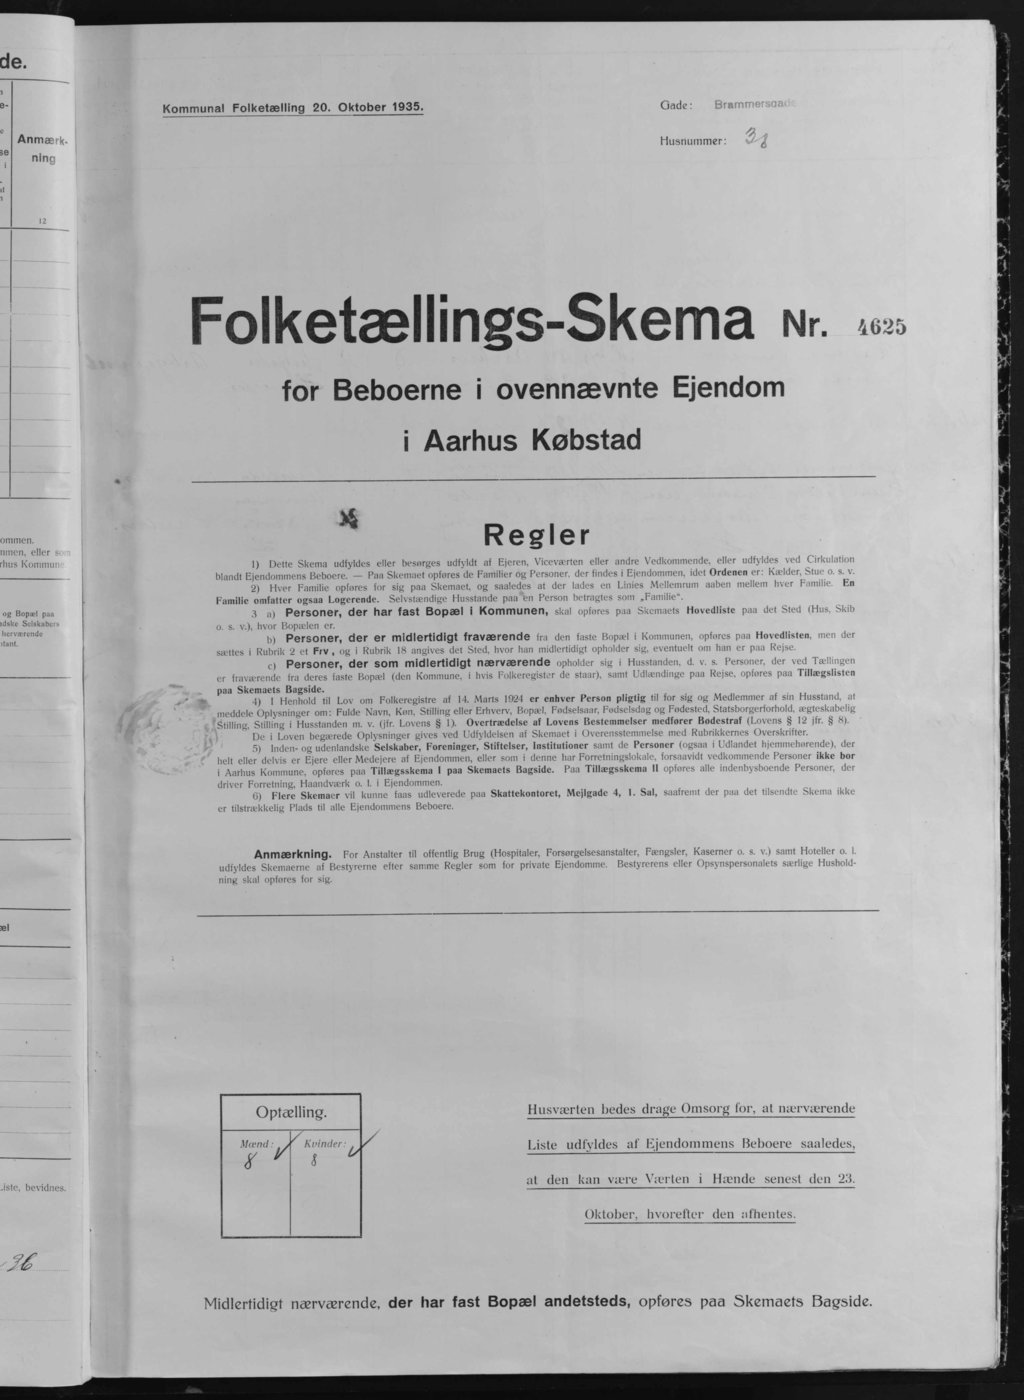 de.
Anmærk-
ning
12
ommen.
mmen, eller som
rhus Kommune
og Bopæl paa
adske Selskabers
herværende
æl
Liste, bevidnes.
36
Kommunal Folketælling 20. Oktober 1935.
Gade: Brammersgade
Husnummer: 38
Folketællings-Skema Nr. 4625
for Beboerne i ovennævnte Ejendom
i Aarhus Købstad
Regler
1) Dette Skema udfyldes eller besørges udfyldt af Ejeren, Viceværten eller andre Vedkommende, eller udfyldes ved Cirkulation
blandt Ejendommens Beboere. — Paa Skemaet opføres de Familier og Personer, der findes i Ejendommen, idet Ordenen er: Kælder, Stue o. s. v.
2) Hver Familie opføres for sig paa Skemaet, og saaledes at der lades en Linies Mellemrum aaben mellem hver Familie. En
Familie omfatter ogsaa Logerende. Selvstændige Husstande paa en Person betragtes som „Familie".
3 a) Personer, der har fast Bopæl i Kommunen, skal opføres paa Skemaets Hovedliste paa det Sted (Hus, Skib
o. s. v.), hvor Bopælen er.
b) Personer, der er midlertidigt fraværende fra den faste Bopæl i Kommunen, opføres paa Hovedlisten, men der
sættes i Rubrik 2 et Frv, og i Rubrik 18 angives det Sted, hvor han midlertidigt opholder sig, eventuelt om han er paa Rejse.
c) Personer, der som midlertidigt nærværende opholder sig i Husstanden, d. v. s. Personer, der ved Tællingen
er fraværende fra deres faste Bopæl (den Kommune, i hvis Folkeregister de staar), samt Udlændinge paa Rejse, opføres paa Tillægslisten
paa Skemaets Bagside.
4) I Henhold til Lov om Folkeregistre af 14. Marts 1924 er enhver Person pligtig til for sig og Medlemmer af sin Husstand, at
meddele Oplysninger om: Fulde Navn, Køn, Stilling eller Erhverv, Bopæl, Fødselsaar, Fødselsdag og Fødested, Statsborgerforhold, ægteskabelig
Stilling, Stilling i Husstanden m. v. (jfr. Lovens § 1). Overtrædelse af Lovens Bestemmelser medfører Bødestraf (Lovens § 12 jfr. § 8).
De i Loven begærede Oplysninger gives ved Udfyldelsen af Skemaet i Overensstemmelse med Rubrikkernes Overskrifter.
5) Inden- og udenlandske Selskaber, Foreninger, Stiftelser, Institutioner samt de Personer (ogsaa i Udlandet hjemmehørende), der
helt eller delvis er Ejere eller Medejere af Ejendommen, eller som i denne har Forretningslokale, forsaavidt vedkommende Personer ikke bor
i Aarhus Kommune, opføres paa Tillægsskema I paa Skemaets Bagside. Paa Tillægsskema II opføres alle indenbysboende Personer, der
driver Forretning, Haandværk o. l. i Ejendommen.
6) Flere Skemaer vil kunne faas udleverede paa Skattekontoret, Mejlgade 4, 1. Sal, saafremt der paa det tilsendte Skema ikke
er tilstrækkelig Plads til alle Ejendommens Beboere.
Anmærkning. For Anstalter til offentlig Brug (Hospitaler, Forsørgelsesanstalter, Fængsler, Kaserner o. s. v.) samt Hoteller o. l.
udfyldes Skemaerne af Bestyrerne efter samme Regler som for private Ejendomme. Bestyrerens eller Opsynspersonalets særlige Hushold-
ning skal opføres for sig.
Optælling.
Mænd: Kvinder:
8 8
Husværten bedes drage Omsorg for, at nærværende
Liste udfyldes af Ejendommens Beboere saaledes,
at den kan være Værten i Hænde senest den 23.
Oktober, hvorefter den afhentes.
Midlertidigt nærværende, der har fast Bopæl andetsteds, opføres paa Skemaets Bagside.